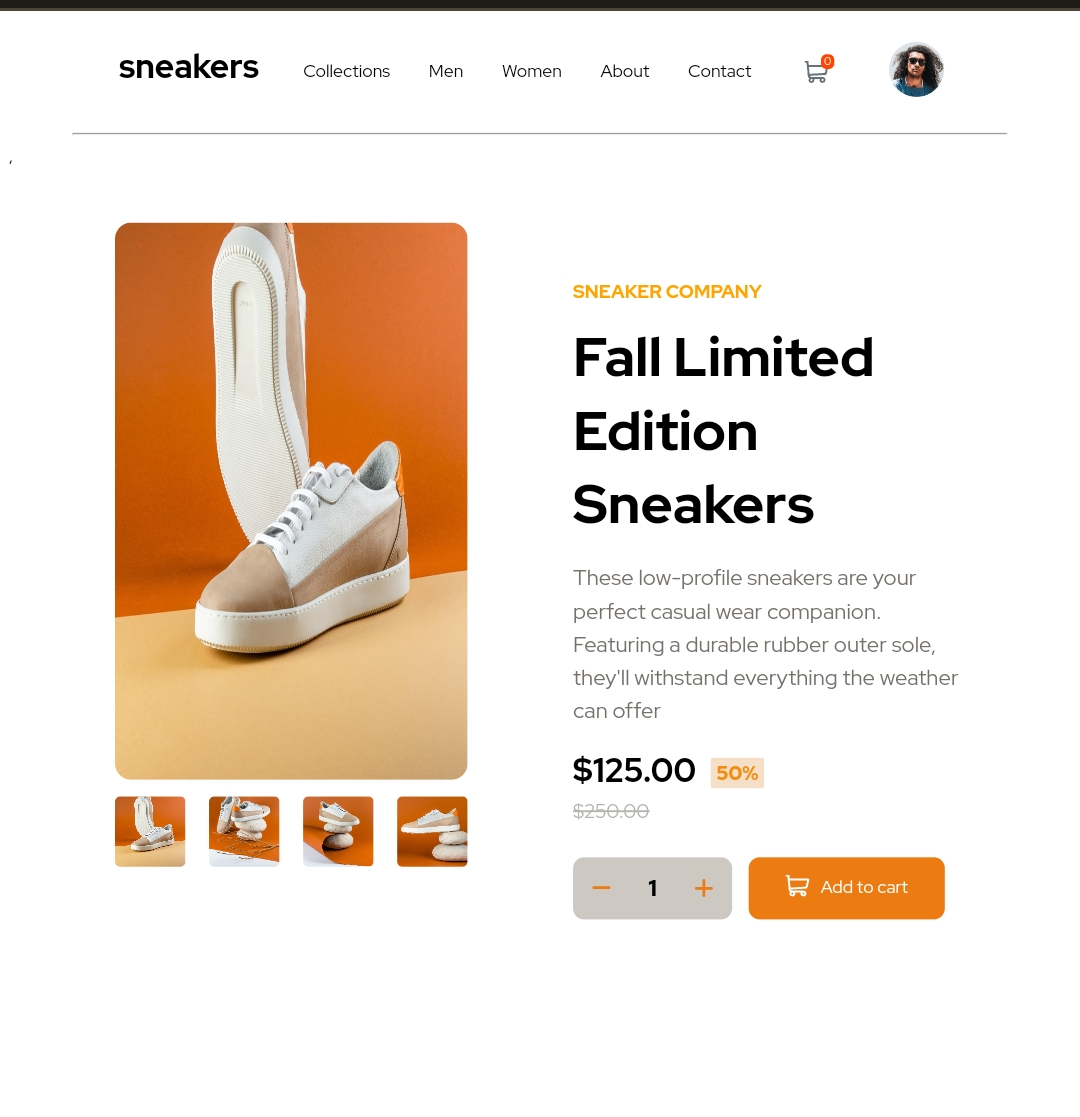 sneakers
Collections Men Women About Contact 0
,
SNEAKER COMPANY
Fall Limited
Edition
Sneakers
These low-profile sneakers are your
perfect casual wear companion.
Featuring a durable rubber outer sole,
they'll withstand everything the weather
can offer
$125.00 50%
$250.00
1 Add to cart